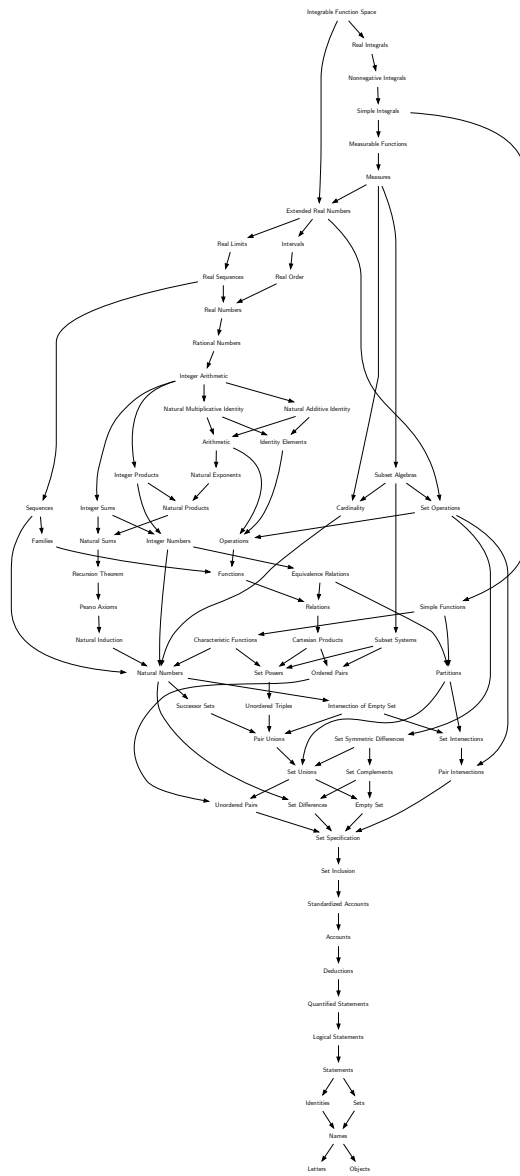 Integrable Function Space
Real Integrals
Nonnegative Integrals
Simple Integrals
Measurable Functions
Measures
Extended Real Numbers
Real Limits
Intervals
Real Sequences
Real Order
Real Numbers
Rational Numbers
Integer Arithmetic
Natural Multiplicative Identity
Natural Additive Identity
Arithmetic
Identity Elements
Integer Products
Natural Exponents
Subset Algebras
Sequences
Integer Sums
Natural Products
Cardinality
Set Operations
Families
Natural Sums
Integer Numbers
Operations
Recursion Theorem
Functions
Equivalence Relations
Peano Axioms
Relations
Simple Functions
Natural Induction
Characteristic Functions
Cartesian Products
Subset Systems
Natural Numbers
Set Powers
Ordered Pairs
Partitions
Successor Sets
Unordered Triples
Intersection of Empty Set
Pair Unions
Set Symmetric Differences
Set Intersections
Set Unions
Set Complements
Pair Intersections
Unordered Pairs
Set Differences
Empty Set
Set Specification
Set Inclusion
Standardized Accounts
Accounts
Deductions
Quantified Statements
Logical Statements
Statements
Identities
Sets
Names
Letters
Objects